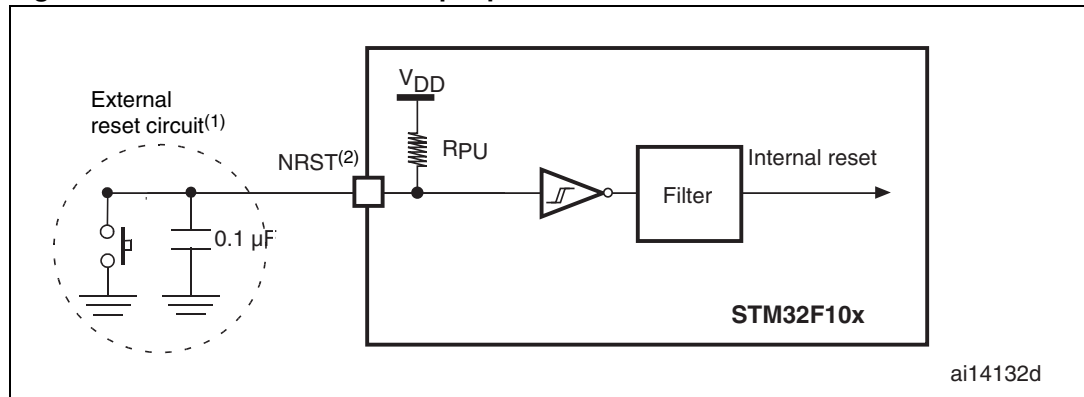 External
reset circuit(1)
NRST(2)
VDD
RPU
0.1 µF
Filter
Internal reset
STM32F10x
ai14132d